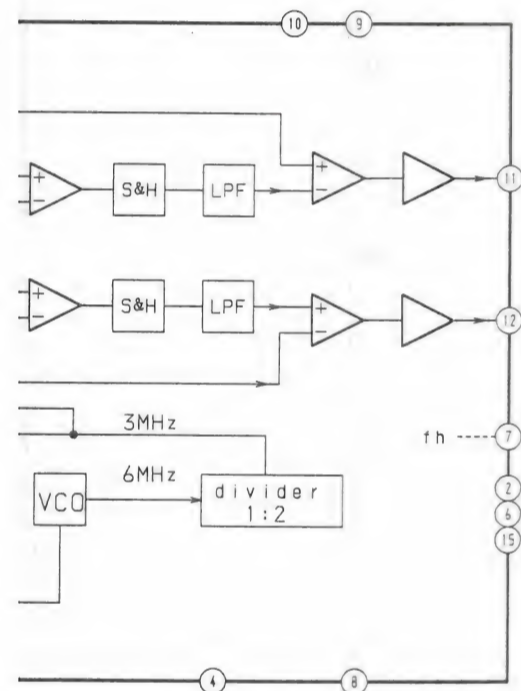 10 9
+
−
+ S&H LPF
−
11
+ S&H LPF +
− −
12
3MHz
fh 7
6MHz
VCO divider
1:2
2
6
15
4 8